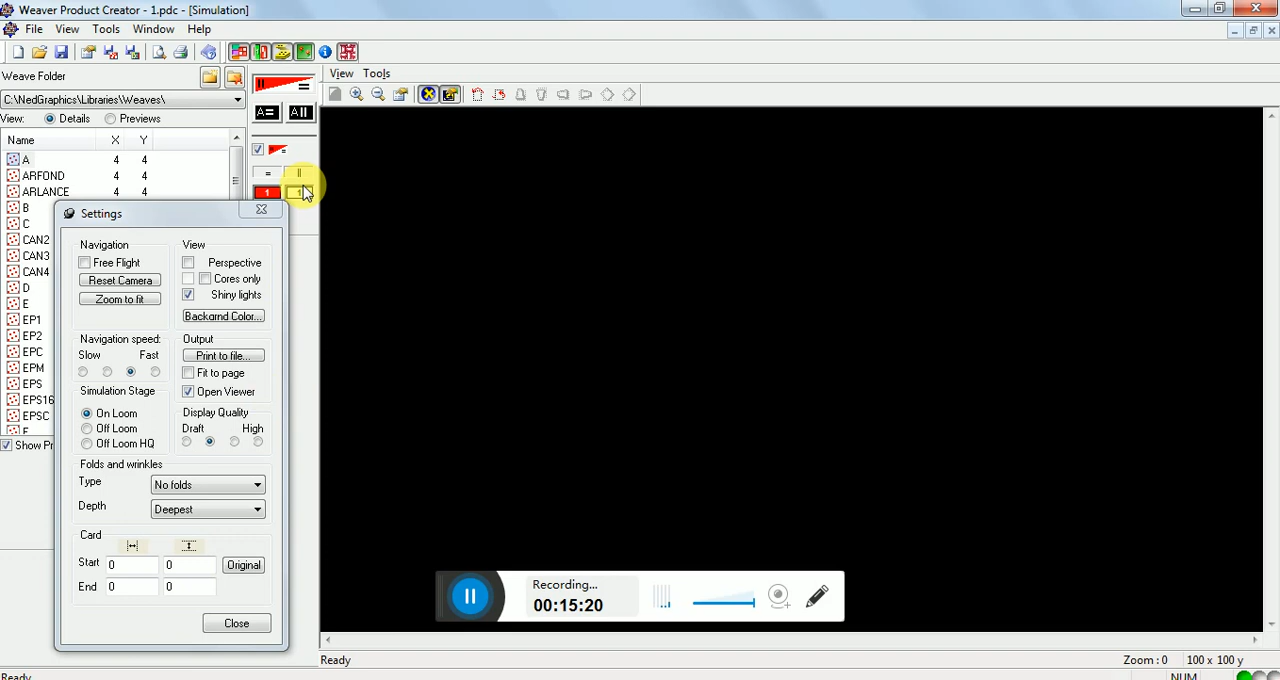 Weaver Product Creator - 1.pdc - [Simulation]
File View Tools Window Help
Weave Folder
C:\NedGraphics\Libraries\Weaves\
View: Details Previews
Name X Y
A 4 4
ARFOND 4 4
ARLANCE 4 4
B
C
CAN2
CAN3
CAN4
D
E
EP1
EP2
EPC
EPM
EPS
EPS16
EPSC
Show Pr
Ready
A= A||
=
||
1
View Tools
Settings
Navigation
Free Flight
Reset Camera
Zoom to fit
Navigation speed:
Slow Fast
Simulation Stage
On Loom
Off Loom
Off Loom HQ
View
Perspective
Cores only
Shiny lights
Backgrnd Color...
Output
Print to file...
Fit to page
Open Viewer
Display Quality
Draft High
Folds and wrinkles
Type No folds
Depth Deepest
Card
Start 0 0 Original
End 0 0
Close
Recording...
00:15:20
Ready Zoom : 0 100 x 100 y
NUM